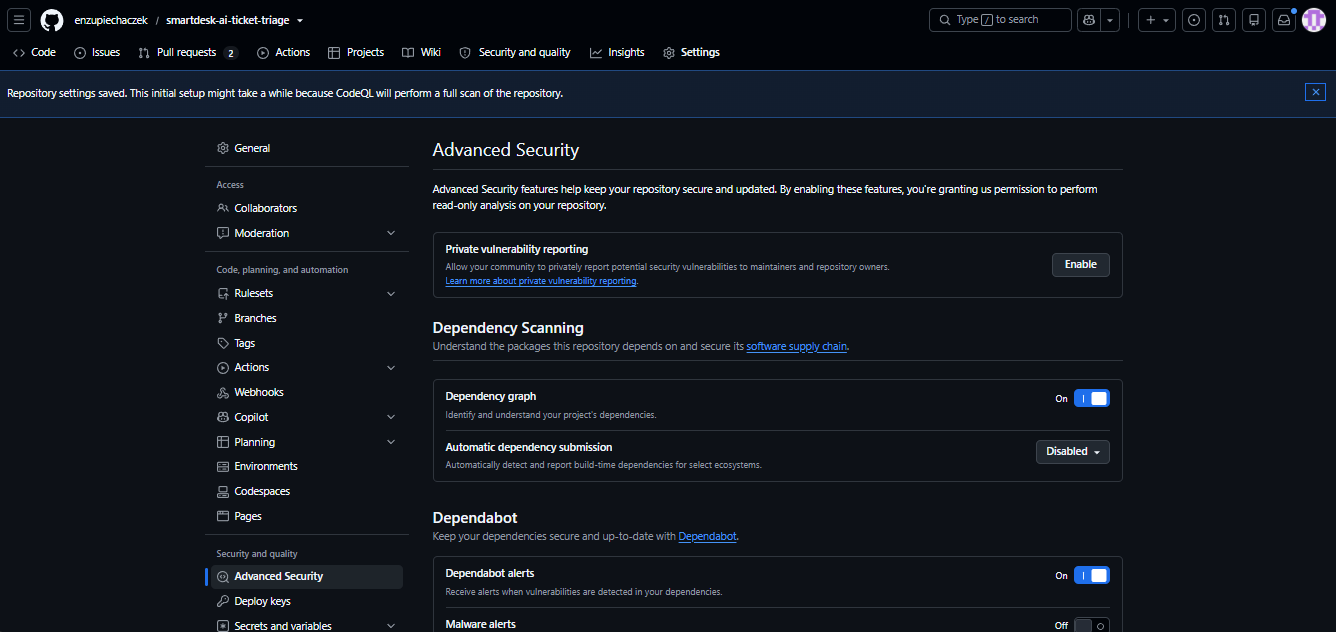 enzupiechaczek / smartdesk-ai-ticket-triage
Type / to search
Code Issues Pull requests 2 Actions Projects Wiki Security and quality Insights Settings
Repository settings saved. This initial setup might take a while because CodeQL will perform a full scan of the repository.
General
Access
Collaborators
Moderation
Code, planning, and automation
Rulesets
Branches
Tags
Actions
Webhooks
Copilot
Planning
Environments
Codespaces
Pages
Security and quality
Advanced Security
Deploy keys
Secrets and variables
Advanced Security
Advanced Security features help keep your repository secure and updated. By enabling these features, you're granting us permission to perform
read-only analysis on your repository.
Private vulnerability reporting
Allow your community to privately report potential security vulnerabilities to maintainers and repository owners.
Learn more about private vulnerability reporting.
Enable
Dependency Scanning
Understand the packages this repository depends on and secure its software supply chain.
Dependency graph
Identify and understand your project's dependencies.
On
Automatic dependency submission
Automatically detect and report build-time dependencies for select ecosystems.
Disabled
Dependabot
Keep your dependencies secure and up-to-date with Dependabot.
Dependabot alerts
Receive alerts when vulnerabilities are detected in your dependencies.
On
Malware alerts
Off